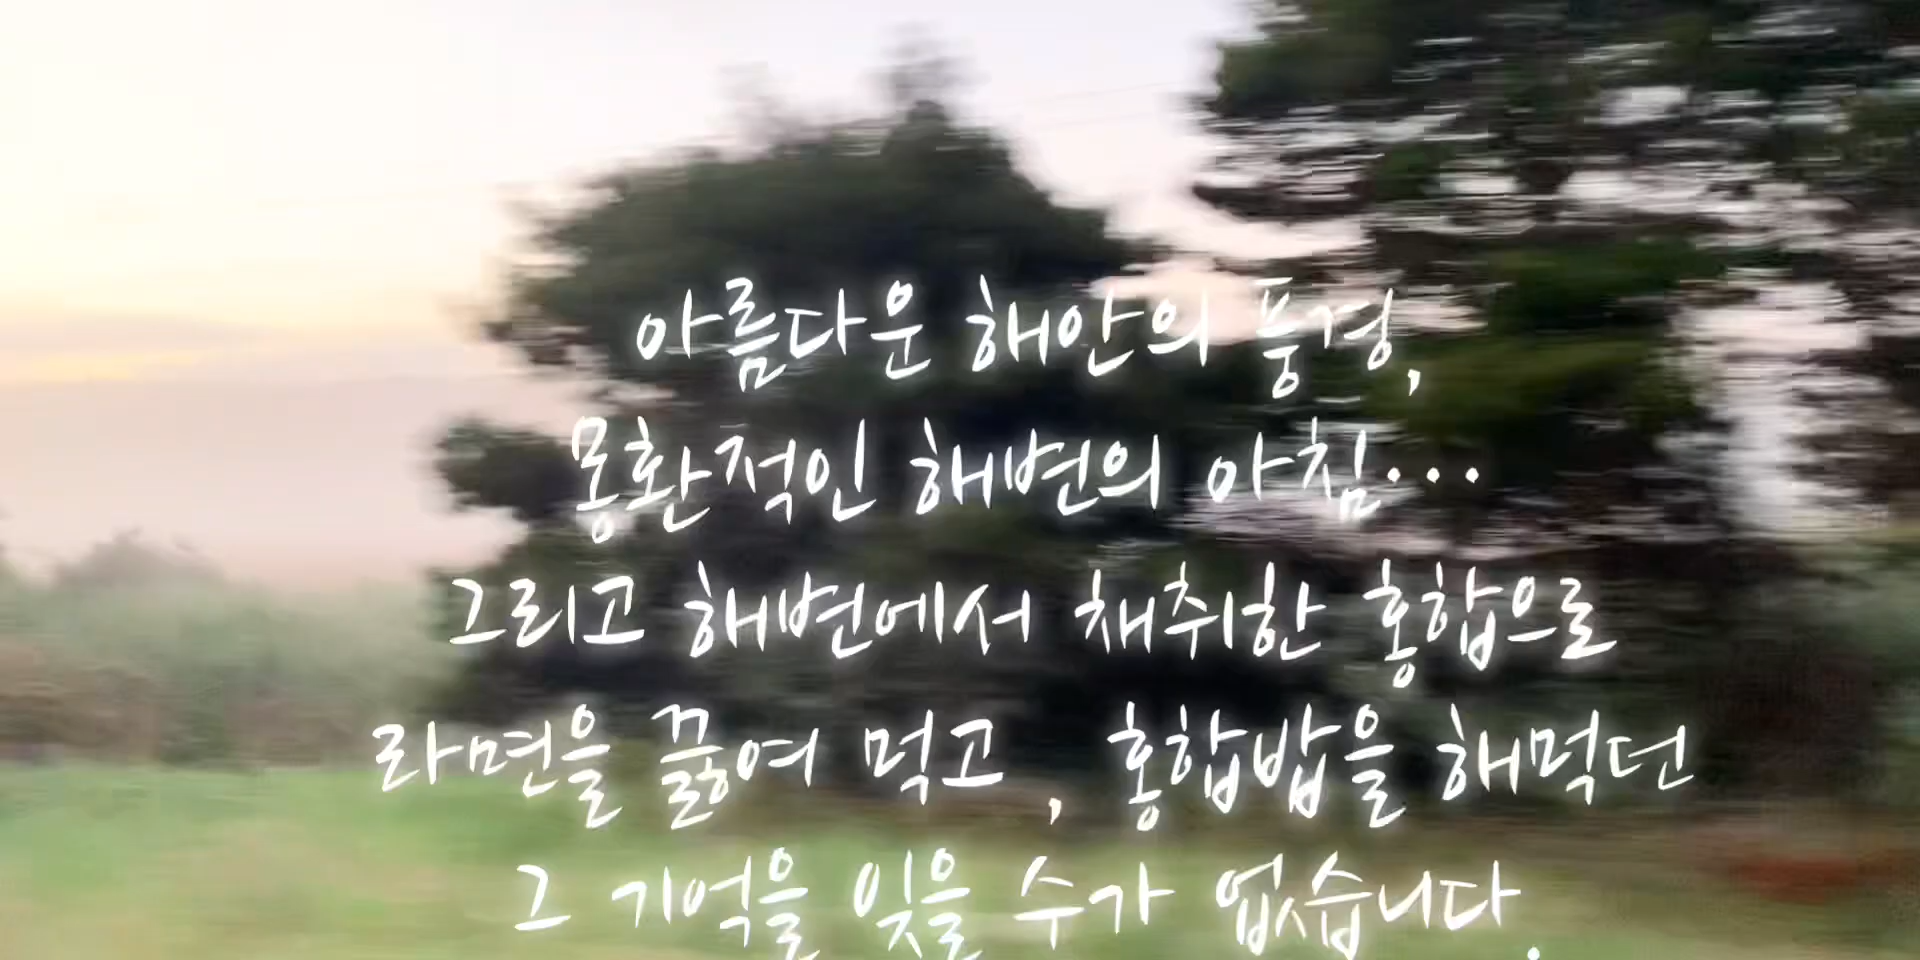 아름다운 해안의 풍경,
몽환적인 해변의 아침...
그리고 해변에서 채취한 홍합으로
라면을 끓여 먹고, 홍합밥을 해먹던
그 기억을 잊을 수가 없습니다.